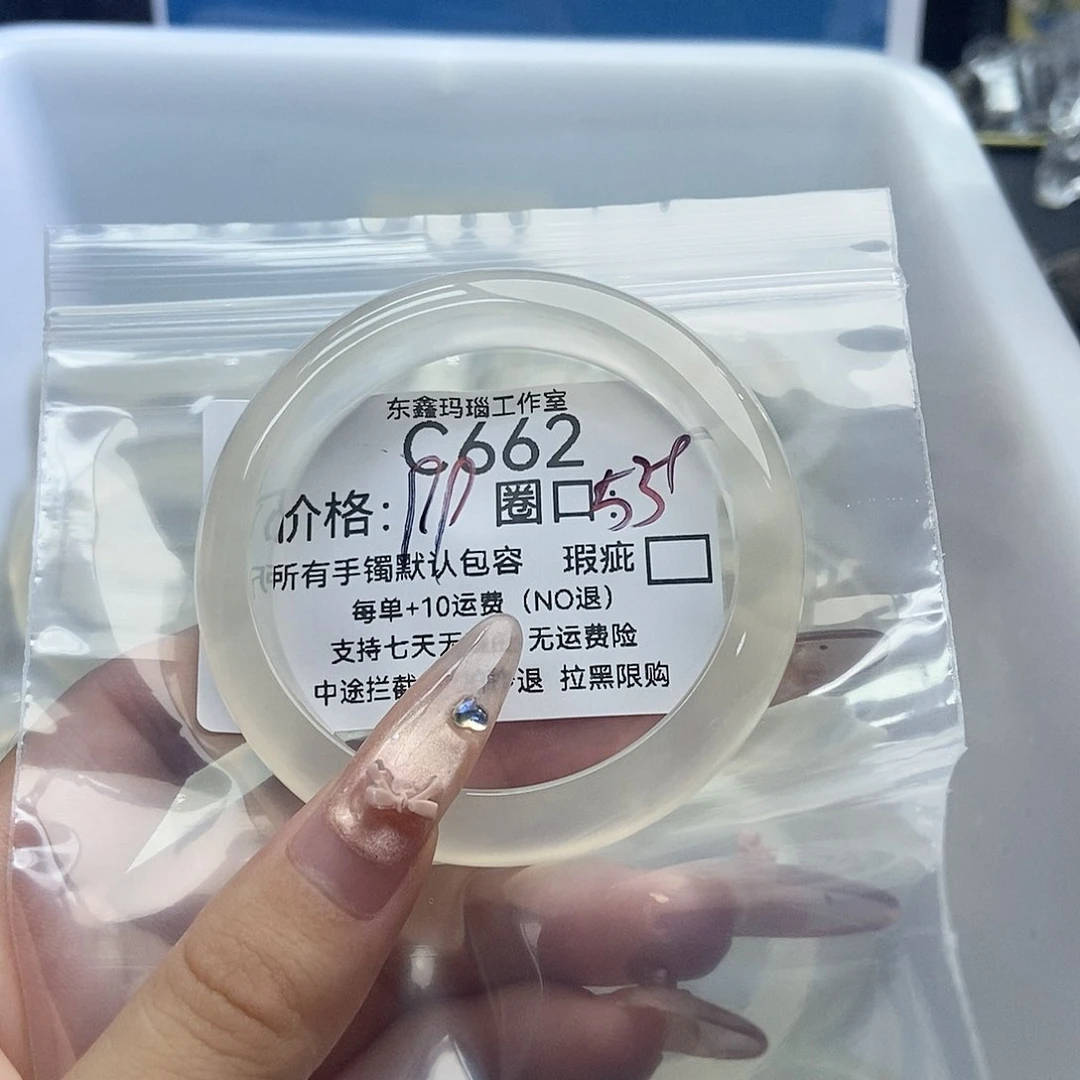 东鑫玛瑙工作室
C662
价格: 圈口:53
所有手镯默认包容 瑕疵
每单+10运费（NO退）
支持七天无 无运费险
中途拦截 退 拉黑限购